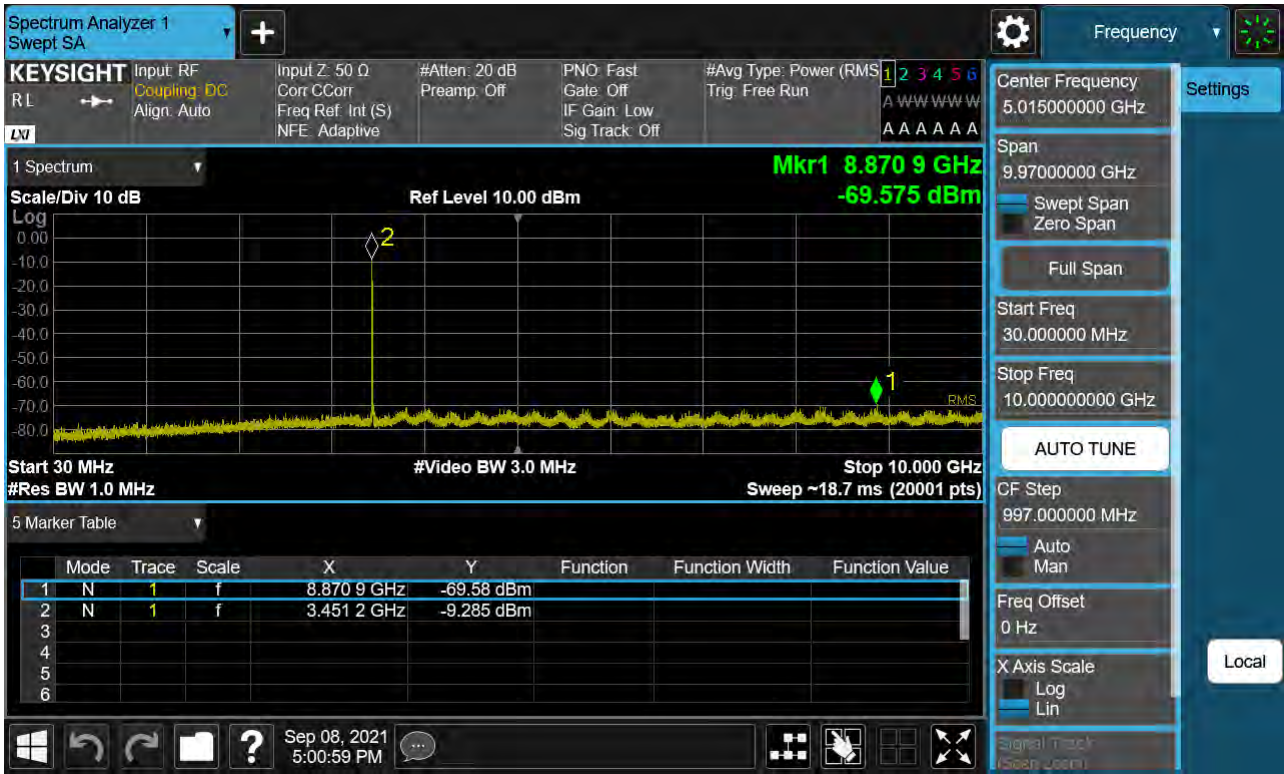 Spectrum Analyzer 1
Swept SA
+
Frequency
KEYSIGHT
RL
LXI
Input: RF
Coupling: DC
Align: Auto
Input Z: 50 Ω
Corr CCorr
Freq Ref: Int (S)
NFE: Adaptive
#Atten: 20 dB
Preamp: Off
PNO: Fast
Gate: Off
IF Gain: Low
Sig Track: Off
#Avg Type: Power (RMS
Trig: Free Run
1 2 3 4 5 6
A W W W W W
A A A A A A
1 Spectrum
Mkr1 8.870 9 GHz
-69.575 dBm
Scale/Div 10 dB
Ref Level 10.00 dBm
Log
0.00
-10.0
-20.0
-30.0
-40.0
-50.0
-60.0
-70.0
-80.0
2
1
RMS
Start 30 MHz
#Video BW 3.0 MHz
Stop 10.000 GHz
#Res BW 1.0 MHz
Sweep ~18.7 ms (20001 pts)
5 Marker Table
Mode Trace Scale X Y Function Function Width Function Value
1 N 1 f 8.870 9 GHz -69.58 dBm
2 N 1 f 3.451 2 GHz -9.285 dBm
3
4
5
6
Sep 08, 2021
5:00:59 PM
?
Center Frequency
5.015000000 GHz
Span
9.97000000 GHz
Swept Span
Zero Span
Full Span
Start Freq
30.000000 MHz
Stop Freq
10.000000000 GHz
AUTO TUNE
CF Step
997.000000 MHz
Auto
Man
Freq Offset
0 Hz
X Axis Scale
Log
Lin
Signal Track
(Span Zoom)
Settings
Local